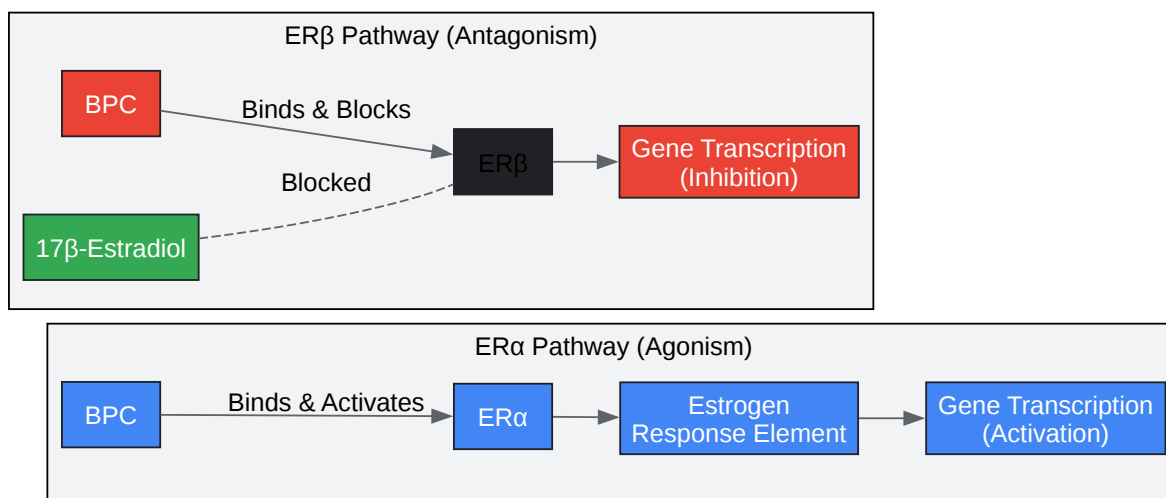 ERβ Pathway (Antagonism)
BPC
Binds & Blocks
ERβ
Gene Transcription
(Inhibition)
Blocked
17β-Estradiol
ERα Pathway (Agonism)
BPC
Binds & Activates
ERα
Estrogen
Response Element
Gene Transcription
(Activation)